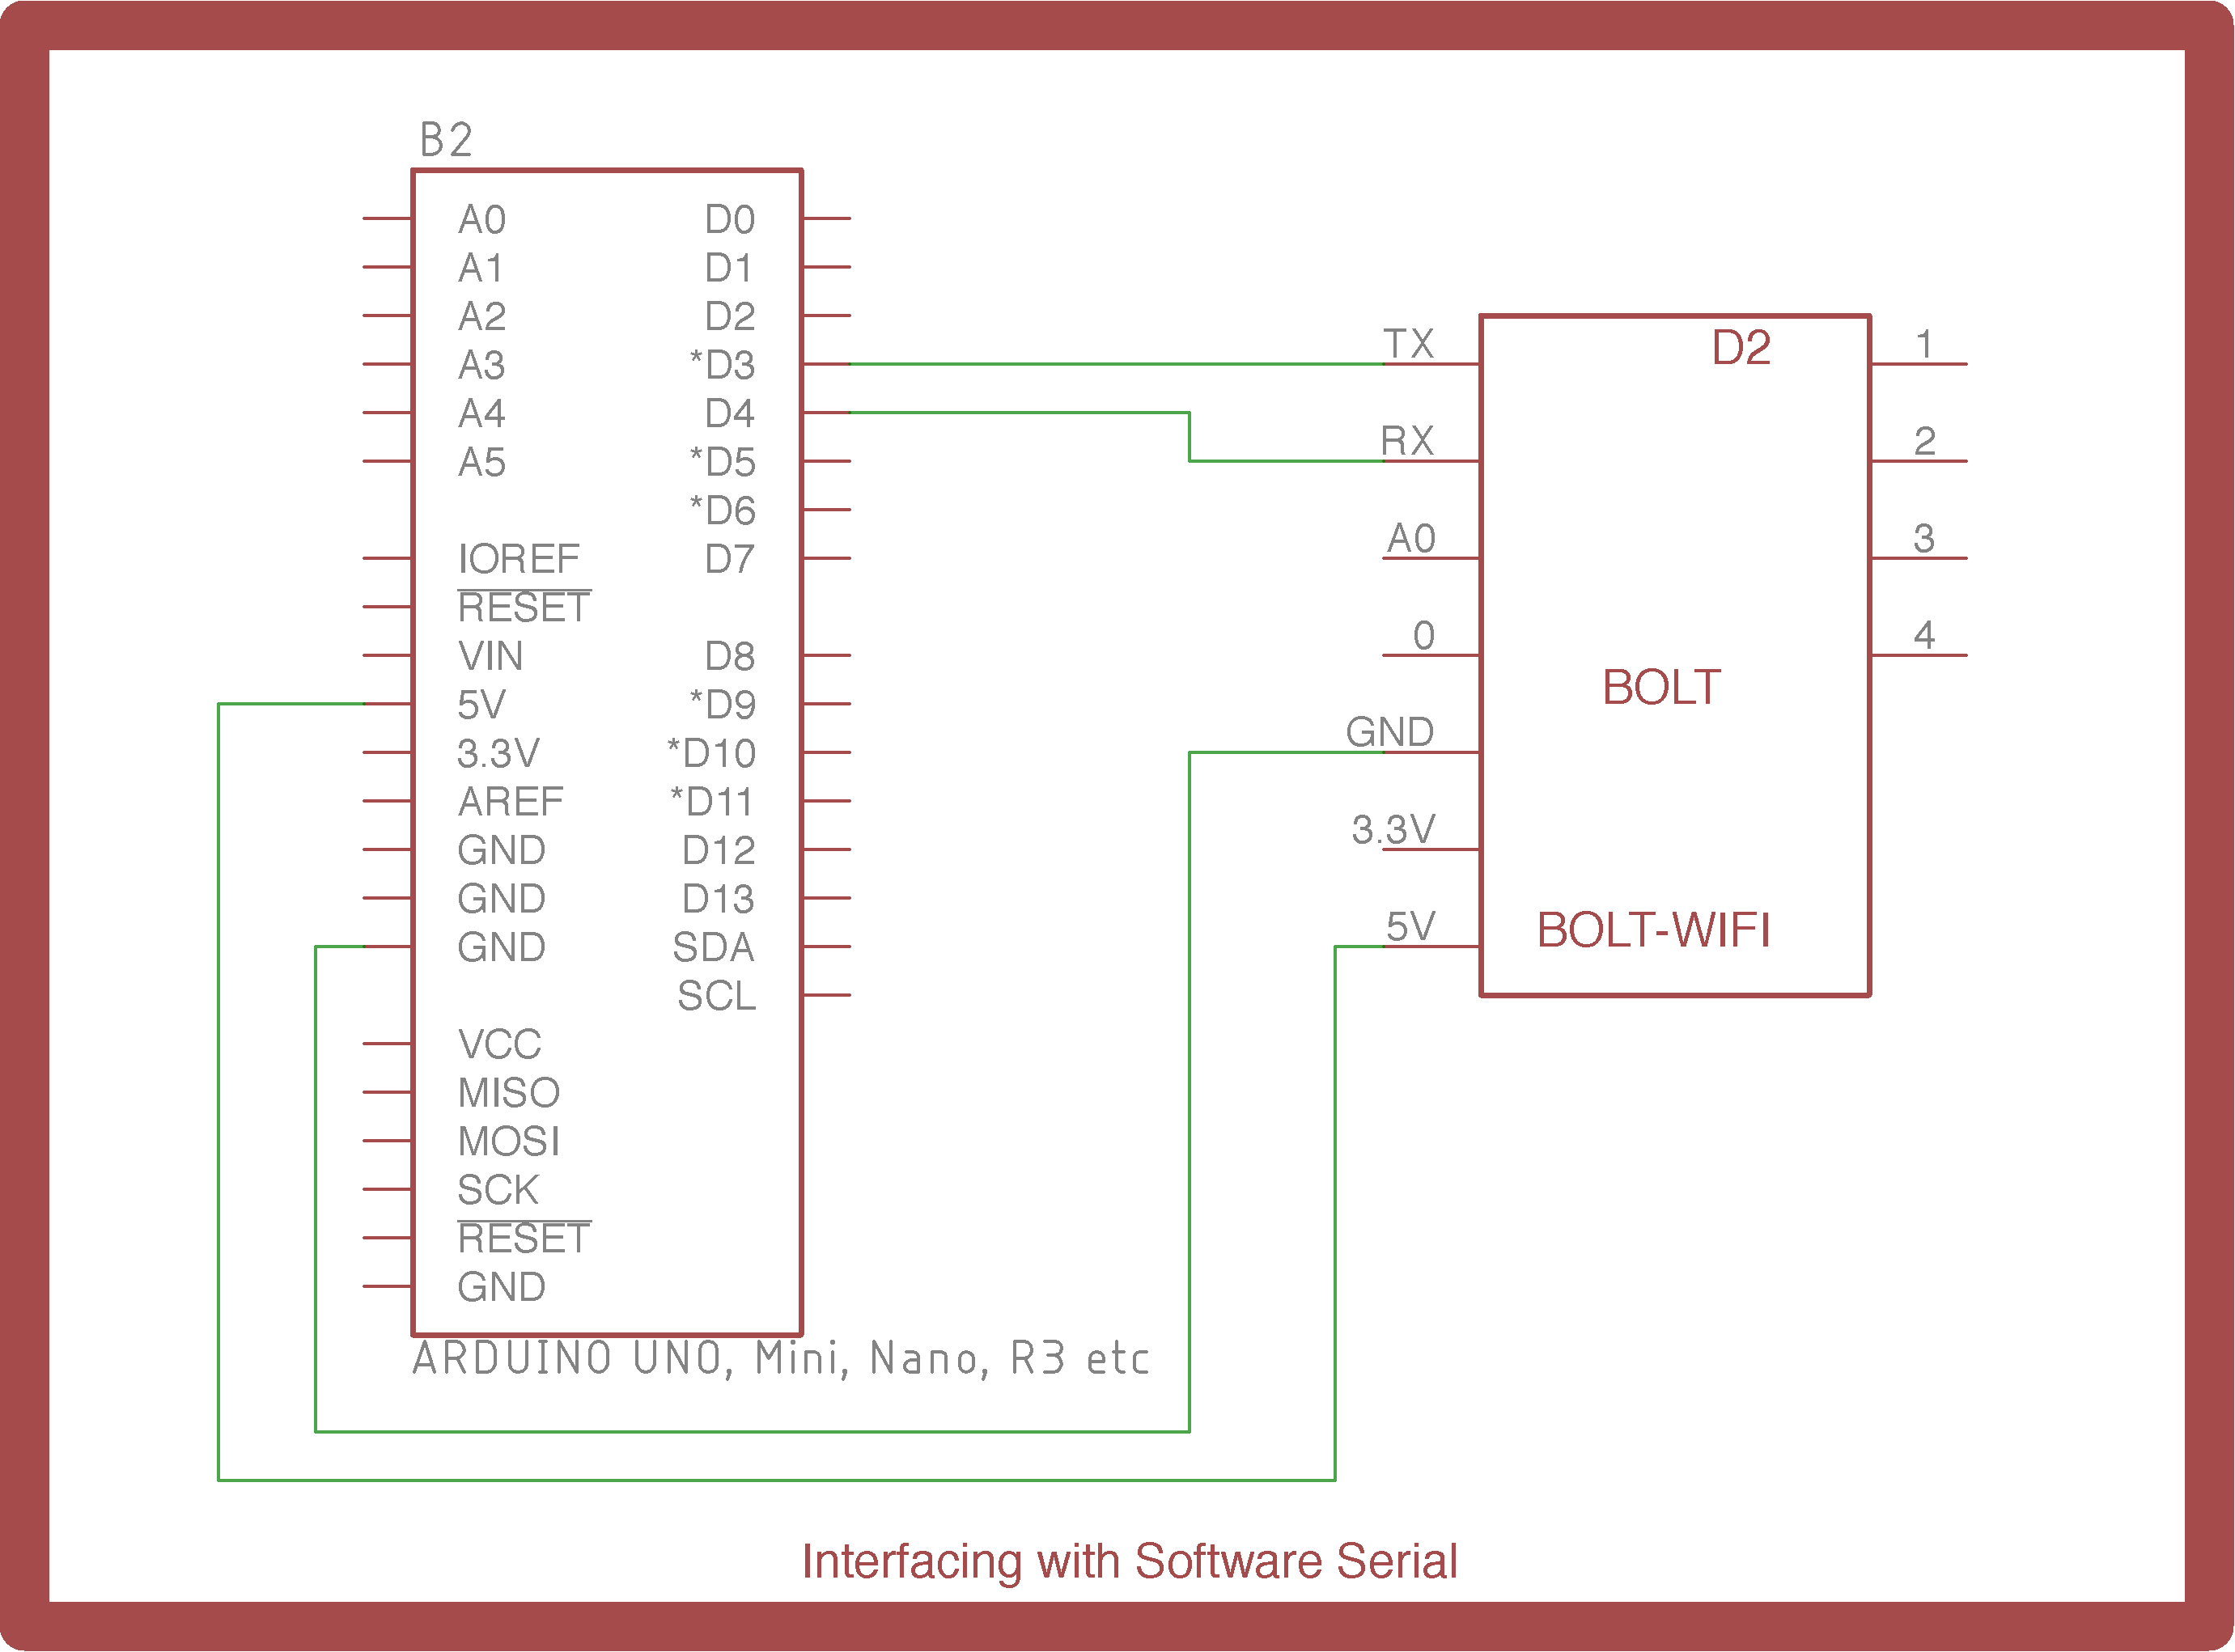 B2
A0
A1
A2
A3
A4
A5
IOREF
RESET
VIN
5V
3.3V
AREF
GND
GND
GND
VCC
MISO
MOSI
SCK
RESET
GND
D0
D1
D2
*D3
D4
*D5
*D6
D7
D8
*D9
*D10
*D11
D12
D13
SDA
SCL
ARDUINO UNO, Mini, Nano, R3 etc
TX
RX
A0
0
GND
3.3V
5V
D2
BOLT
BOLT-WIFI
1
2
3
4
Interfacing with Software Serial